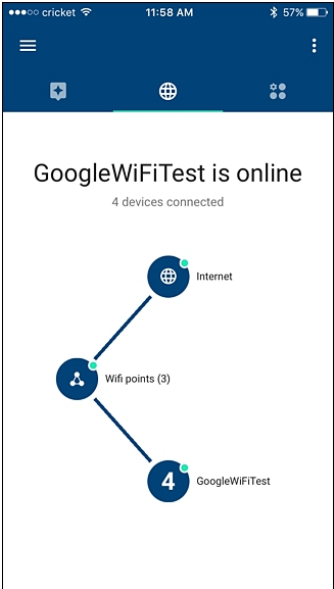 cricket 11:58 AM 57%
GoogleWiFiTest is online
4 devices connected
Internet
Wifi points (3)
4 GoogleWiFiTest